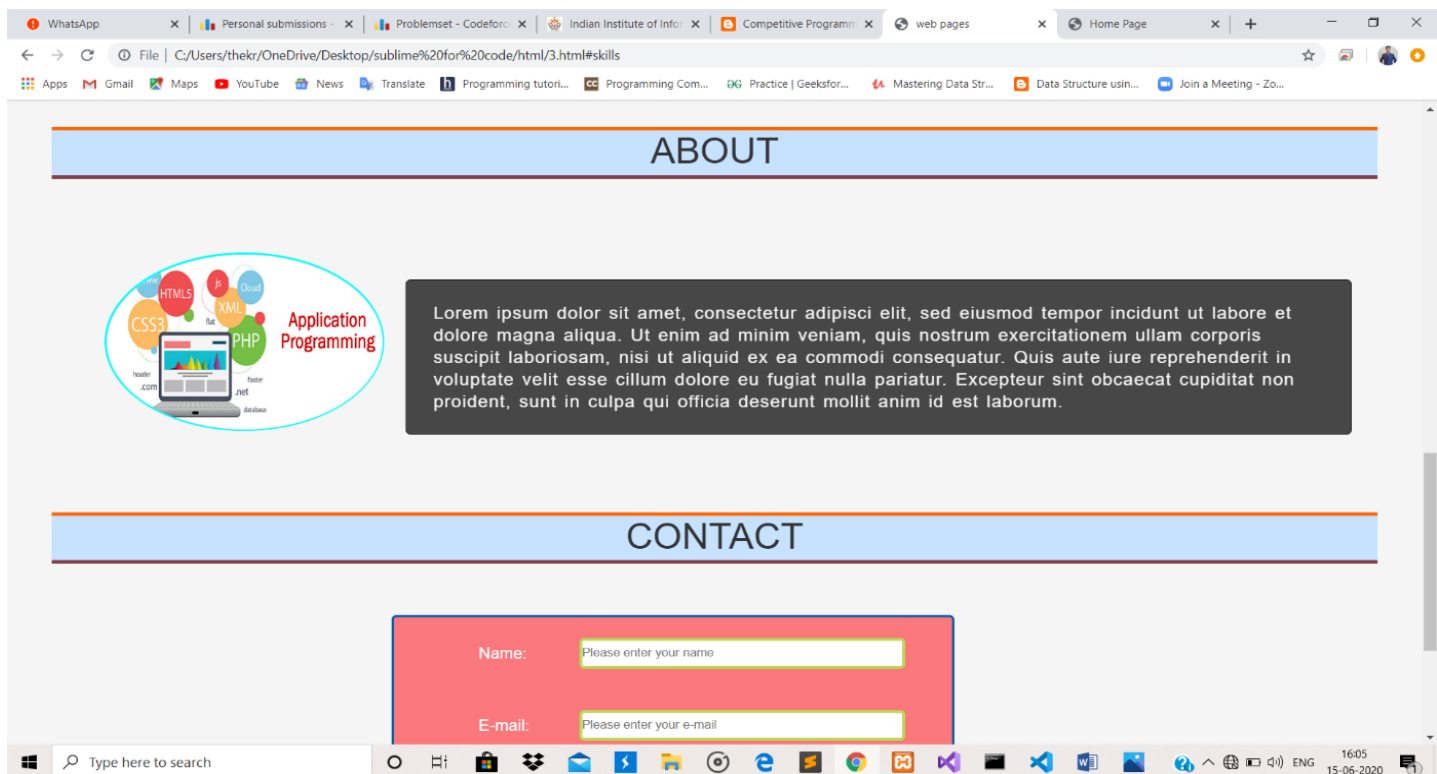 WhatsApp
Personal submissions -
Problemset - Codeforc
Indian Institute of Infor
Competitive Programm
web pages
Home Page
File | C:/Users/thekr/OneDrive/Desktop/sublime%20for%20code/html/3.html#skills
Apps
Gmail
Maps
YouTube
News
Translate
Programming tutori...
Programming Com...
Practice | Geeksfor...
Mastering Data Str...
Data Structure usin...
Join a Meeting - Zo...
ABOUT
HTML5
js
Cloud
CSS3
XML
flat
PHP
Application
Programming
header
.com
footer
.net
database
Lorem ipsum dolor sit amet, consectetur adipisci elit, sed eiusmod tempor incidunt ut labore et
dolore magna aliqua. Ut enim ad minim veniam, quis nostrum exercitationem ullam corporis
suscipit laboriosam, nisi ut aliquid ex ea commodi consequatur. Quis aute iure reprehenderit in
voluptate velit esse cillum dolore eu fugiat nulla pariatur. Excepteur sint obcaecat cupiditat non
proident, sunt in culpa qui officia deserunt mollit anim id est laborum.
CONTACT
Name:
Please enter your name
E-mail:
Please enter your e-mail
Type here to search
ENG
16:05
15-06-2020